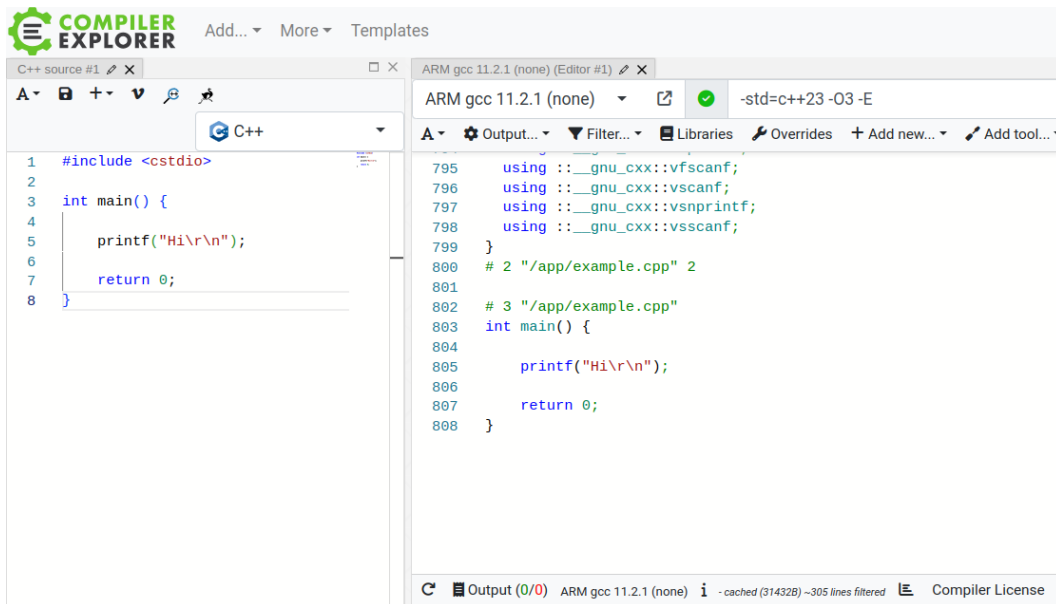 COMPILER EXPLORER Add... More Templates
C++ source #1
ARM gcc 11.2.1 (none) (Editor #1)
A
ARM gcc 11.2.1 (none) -std=c++23 -O3 -E
C++
A Output... Filter... Libraries Overrides + Add new... Add tool...
1 #include <cstdio>
2
3 int main() {
4
5 printf("Hi\r\n");
6
7 return 0;
8 }
795 using ::__gnu_cxx::vfscanf;
796 using ::__gnu_cxx::vscanf;
797 using ::__gnu_cxx::vsnprintf;
798 using ::__gnu_cxx::vsscanf;
799 }
800 # 2 "/app/example.cpp" 2
801
802 # 3 "/app/example.cpp"
803 int main() {
804
805 printf("Hi\r\n");
806
807 return 0;
808 }
Output (0/0) ARM gcc 11.2.1 (none) i - cached (31432B) ~305 lines filtered Compiler License